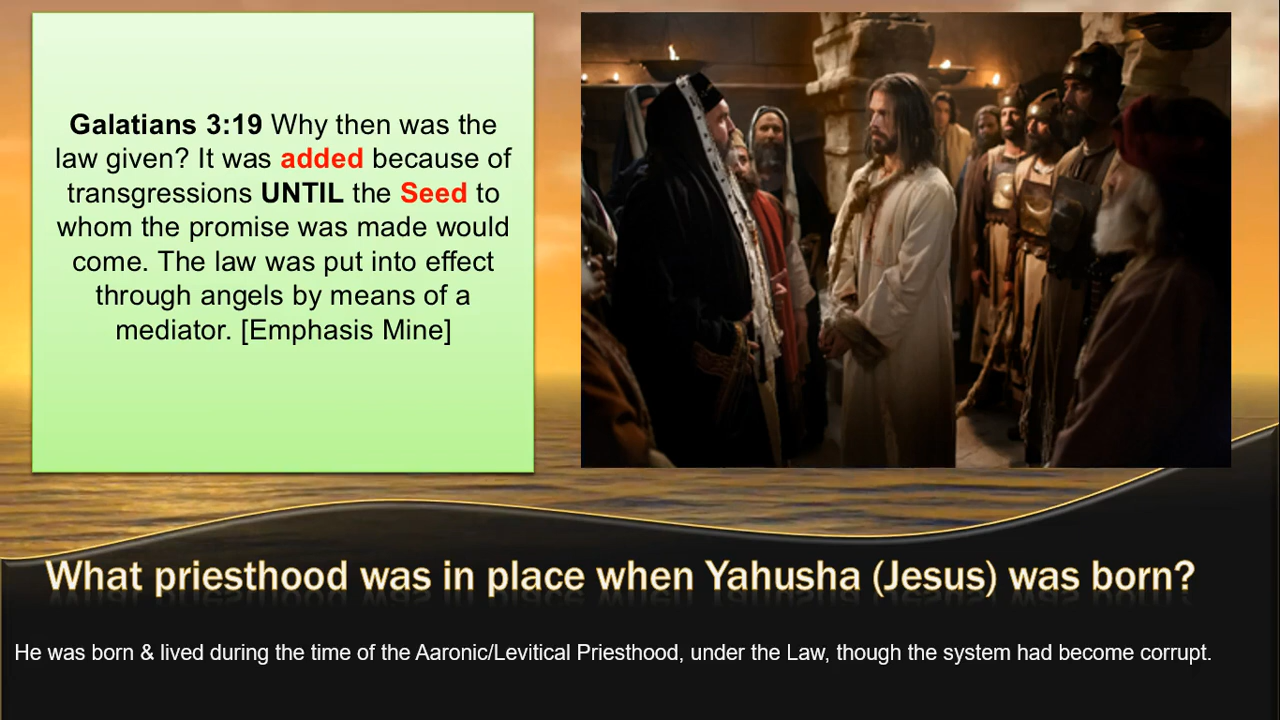 Galatians 3:19 Why then was the
law given? It was added because of
transgressions UNTIL the Seed to
whom the promise was made would
come. The law was put into effect
through angels by means of a
mediator. [Emphasis Mine]
What priesthood was in place when Yahusha (Jesus) was born?
He was born & lived during the time of the Aaronic/Levitical Priesthood, under the Law, though the system had become corrupt.